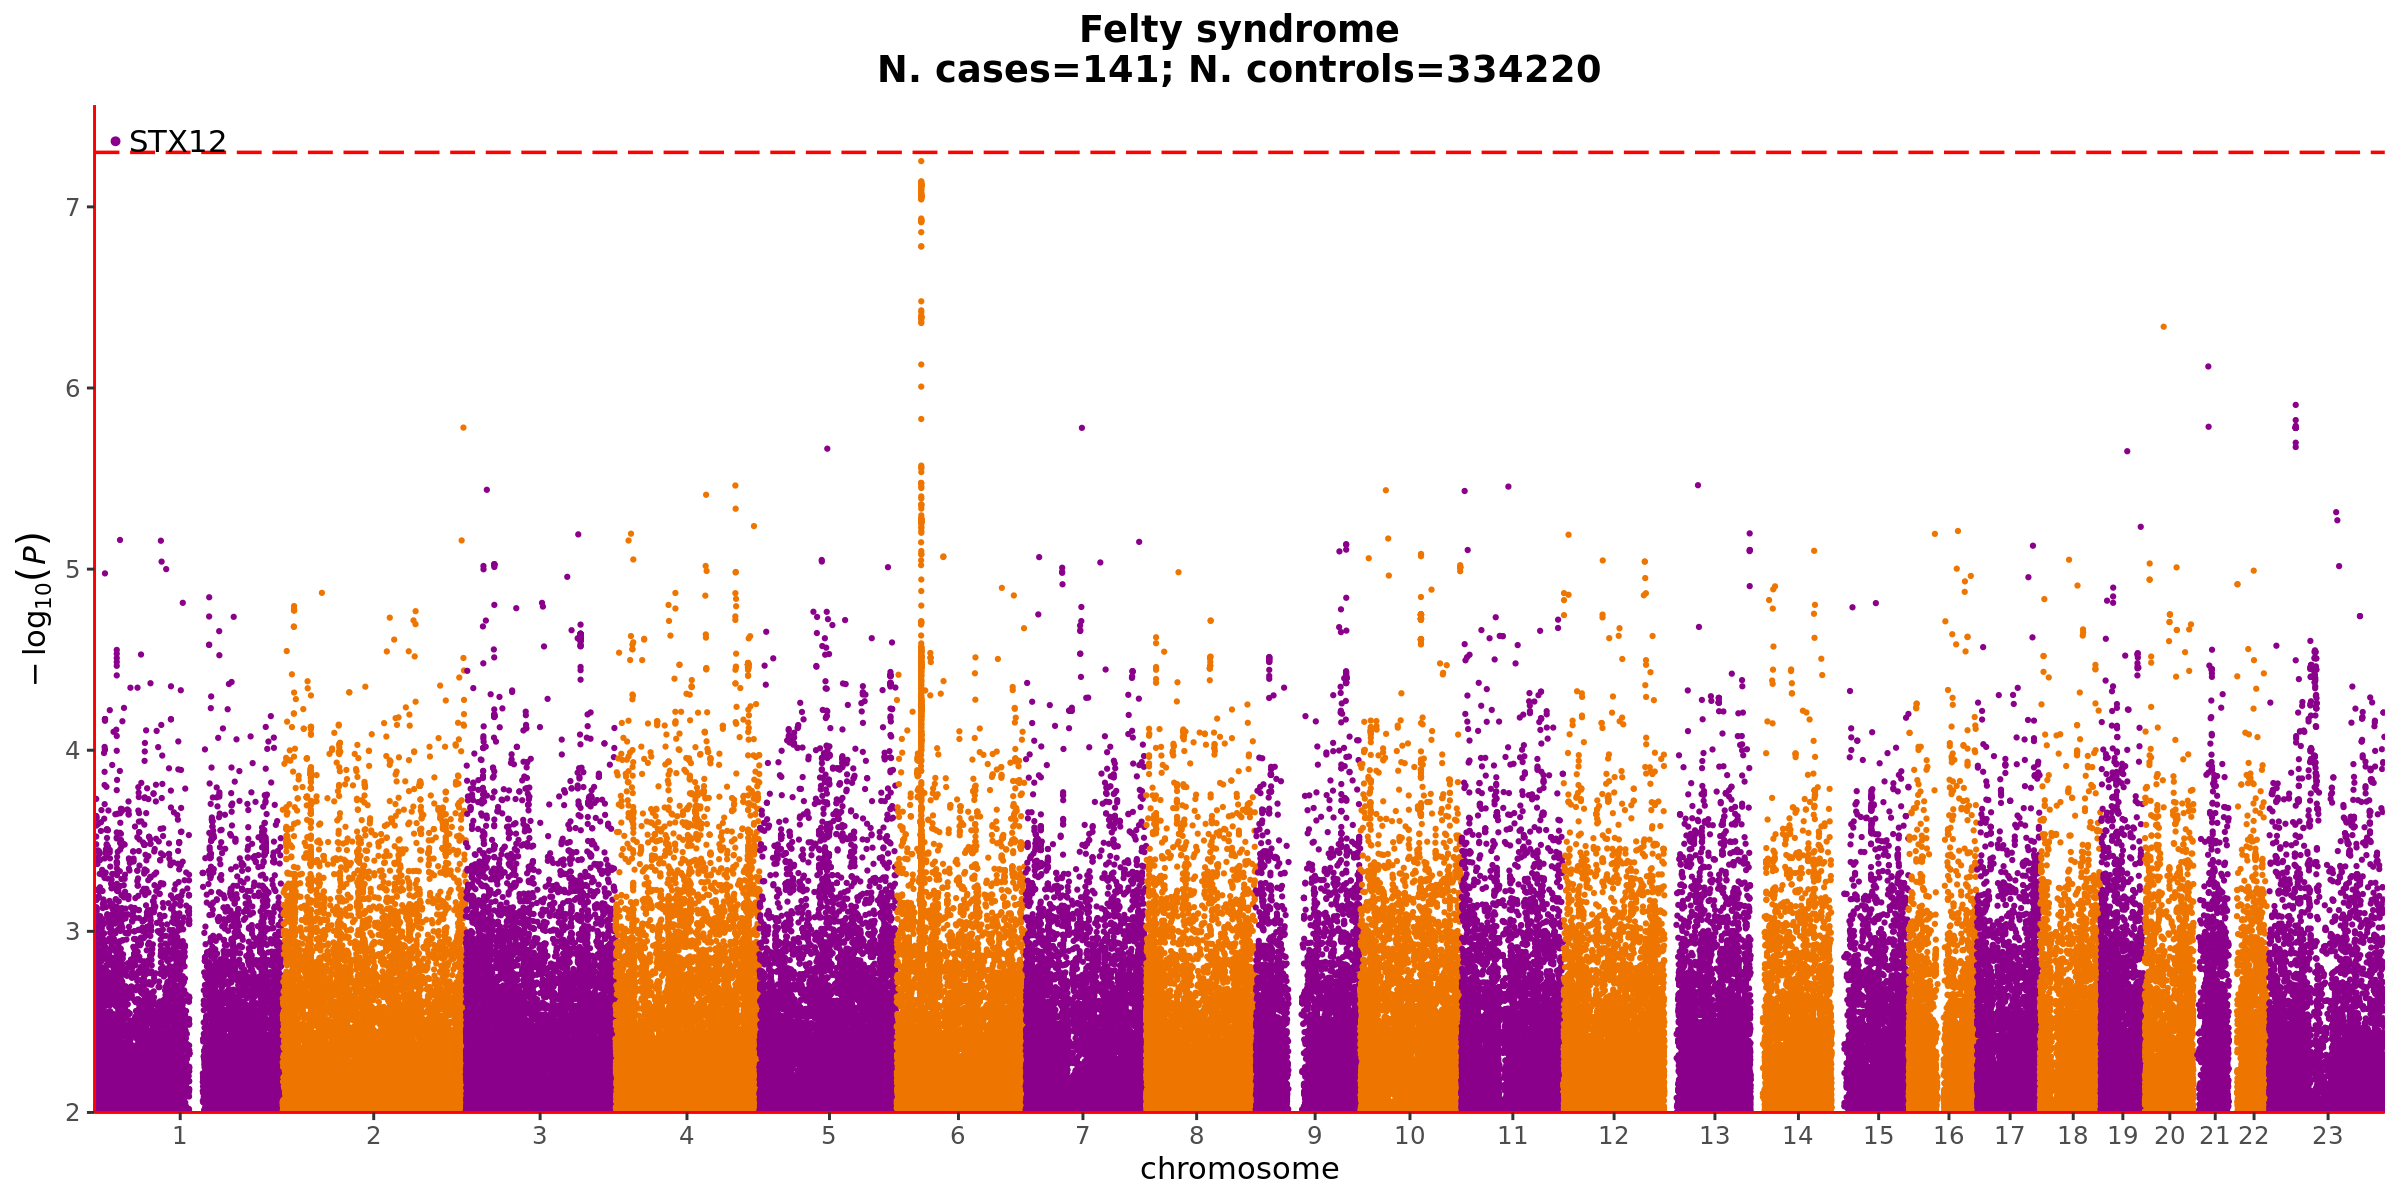 Felty syndrome
N. cases=141; N. controls=334220
STX12
7
6
5
4
3
2
− log10(P)
1 2 3 4 5 6 7 8 9 10 11 12 13 14 15 16 17 18 19 20 21 22 23
chromosome